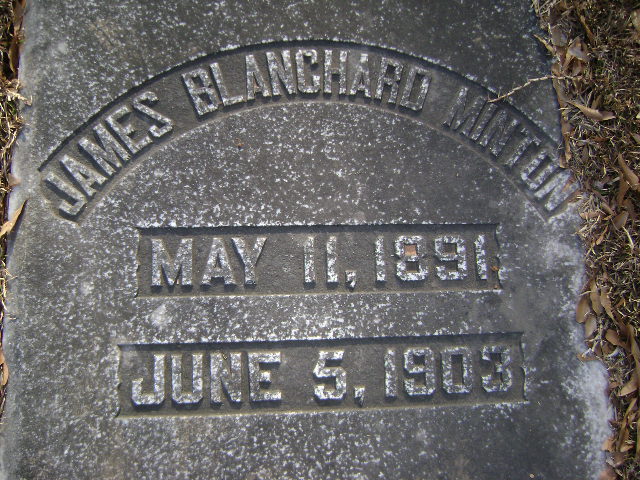 JAMES BLANCHARD MINTON
MAY 11, 1891
JUNE 5, 1903